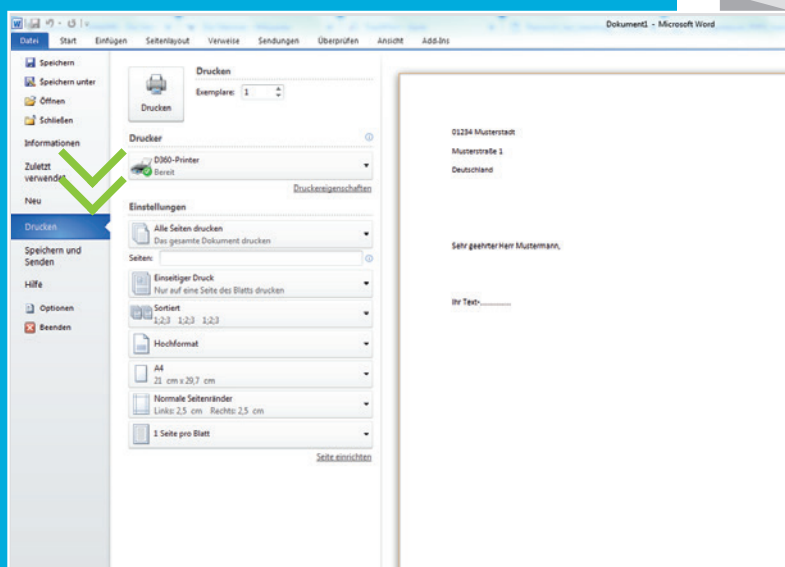 Dokument1 - Microsoft Word
Datei Start Einfügen Seitenlayout Verweise Sendungen Überprüfen Ansicht Add-Ins
Speichern
Speichern unter
Öffnen
Schließen
Informationen
Zuletzt
verwendet
Neu
Drucken
Speichern und
Senden
Hilfe
Optionen
Beenden
Drucken
Drucken
Exemplare: 1
Drucker
D360-Printer
Bereit
Druckereigenschaften
Einstellungen
Alle Seiten drucken
Das gesamte Dokument drucken
Seiten:
Einseitiger Druck
Nur auf eine Seite des Blatts drucken
Sortiert
1;2;3 1;2;3 1;2;3
Hochformat
A4
21 cm x 29,7 cm
Normale Seitenränder
Links: 2,5 cm Rechts: 2,5 cm
1 Seite pro Blatt
Seite einrichten
01234 Musterstadt
Musterstraße 1
Deutschland
Sehr geehrter Herr Mustermann,
Ihr Text-...............